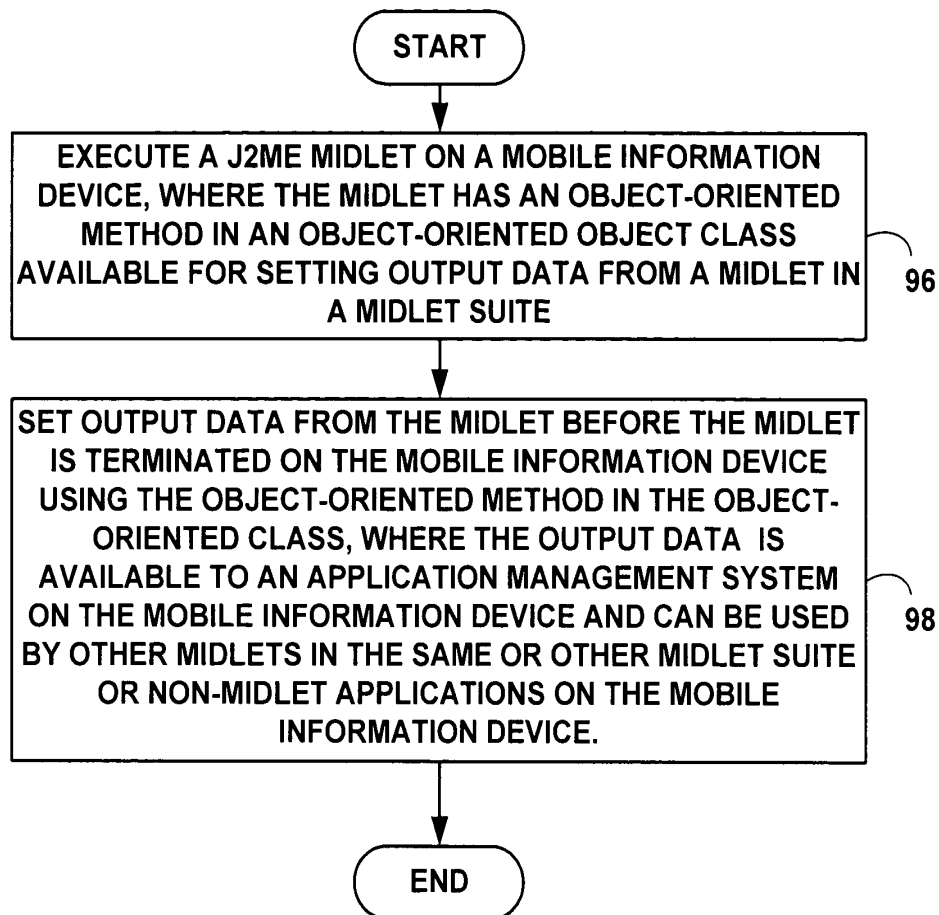 START
EXECUTE A J2ME MIDLET ON A MOBILE INFORMATION
DEVICE, WHERE THE MIDLET HAS AN OBJECT-ORIENTED
METHOD IN AN OBJECT-ORIENTED OBJECT CLASS
AVAILABLE FOR SETTING OUTPUT DATA FROM A MIDLET IN
A MIDLET SUITE
96
SET OUTPUT DATA FROM THE MIDLET BEFORE THE MIDLET
IS TERMINATED ON THE MOBILE INFORMATION DEVICE
USING THE OBJECT-ORIENTED METHOD IN THE OBJECT-
ORIENTED CLASS, WHERE THE OUTPUT DATA IS
AVAILABLE TO AN APPLICATION MANAGEMENT SYSTEM
ON THE MOBILE INFORMATION DEVICE AND CAN BE USED
BY OTHER MIDLETS IN THE SAME OR OTHER MIDLET SUITE
OR NON-MIDLET APPLICATIONS ON THE MOBILE
INFORMATION DEVICE.
98
END